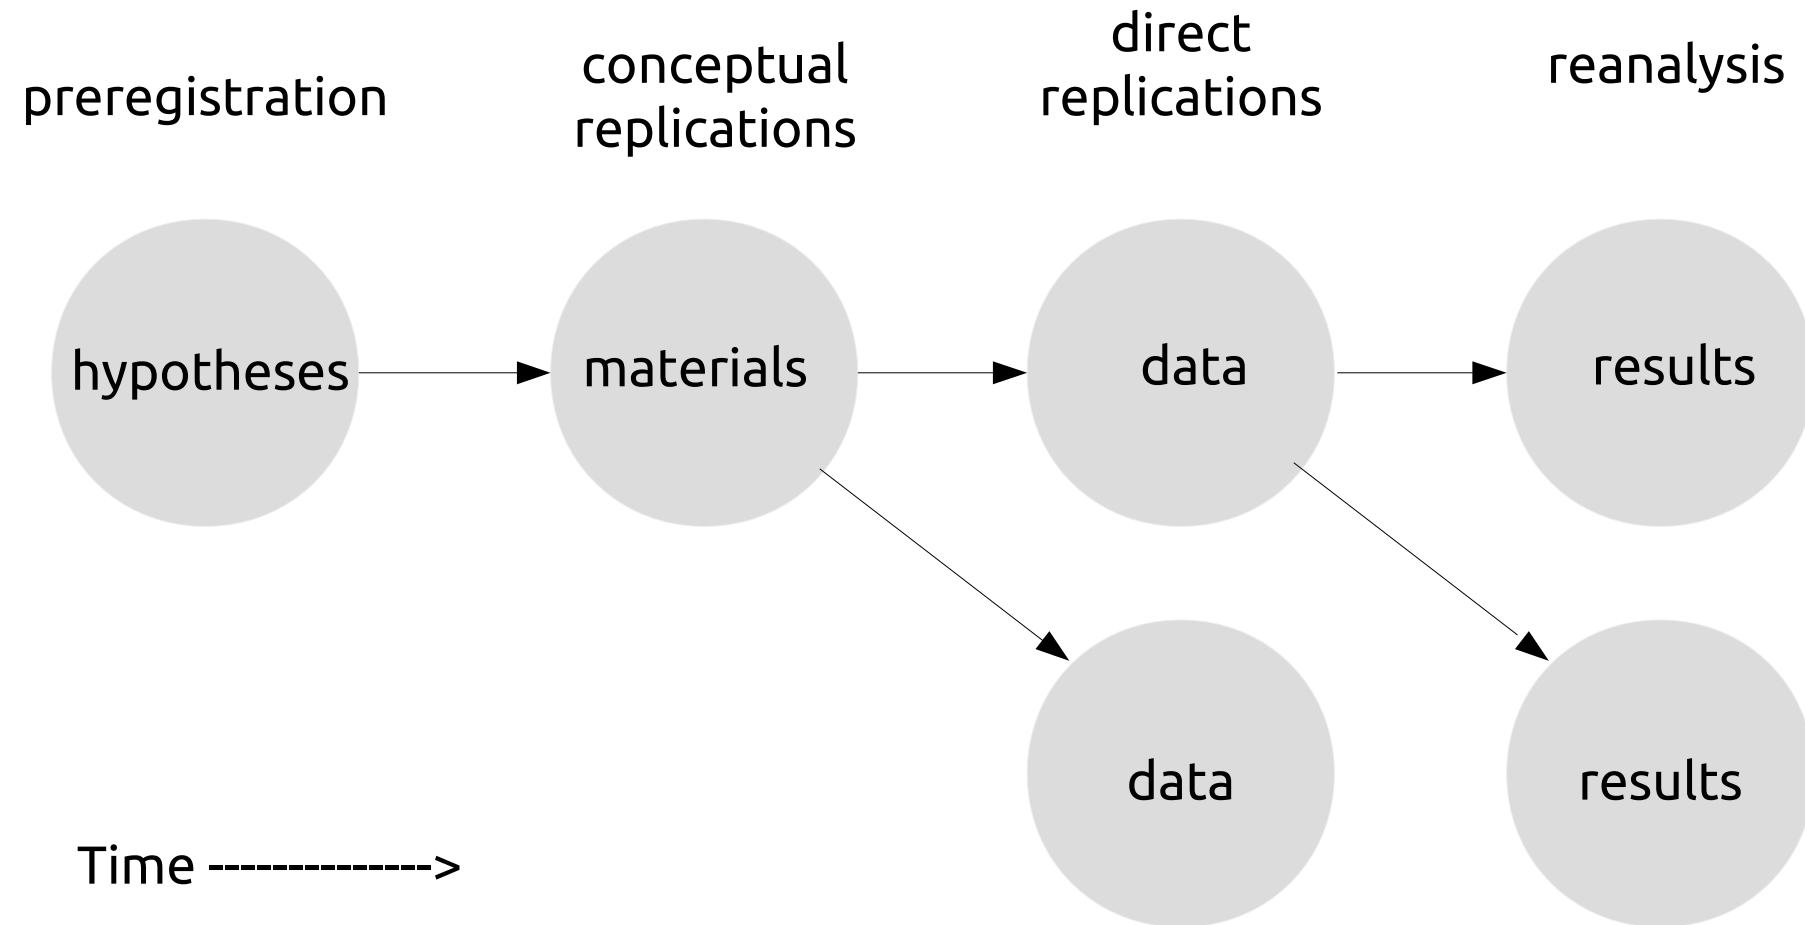 preregistration
conceptual
replications
direct
replications
reanalysis
hypotheses
materials
data
results
data
results
Time -------------->